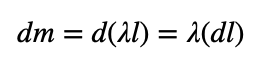 dm = d(λl) = λ(dl)